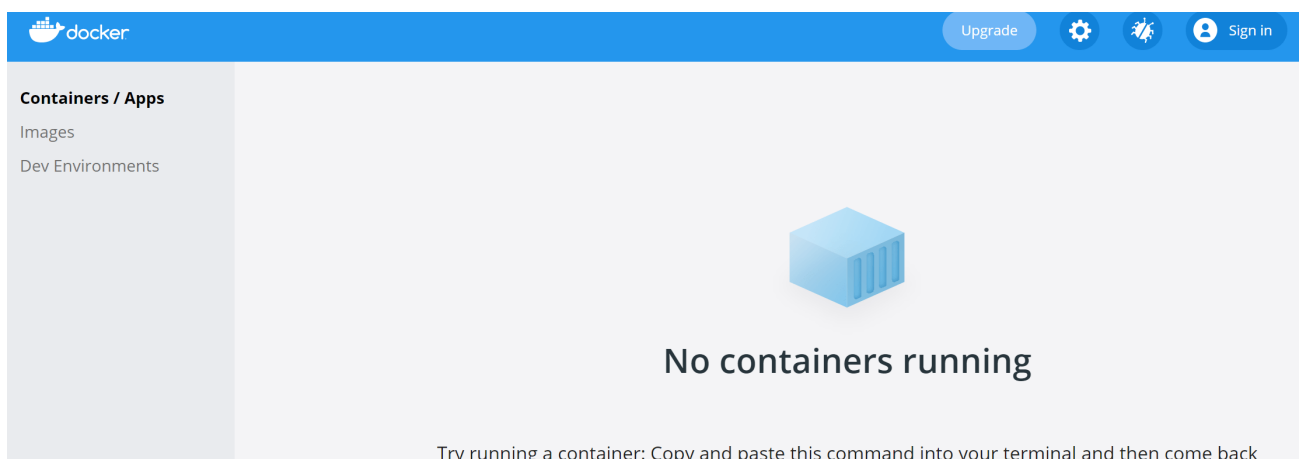 docker
Upgrade
Sign in
Containers / Apps
Images
Dev Environments
No containers running
Try running a container: Copy and paste this command into your terminal and then come back